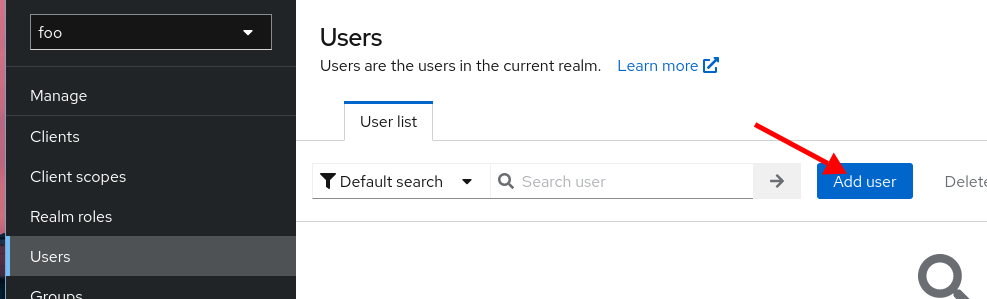 foo
Manage
Clients
Client scopes
Realm roles
Users
Groups
Users
Users are the users in the current realm. Learn more
User list
Default search Search user Add user Delete